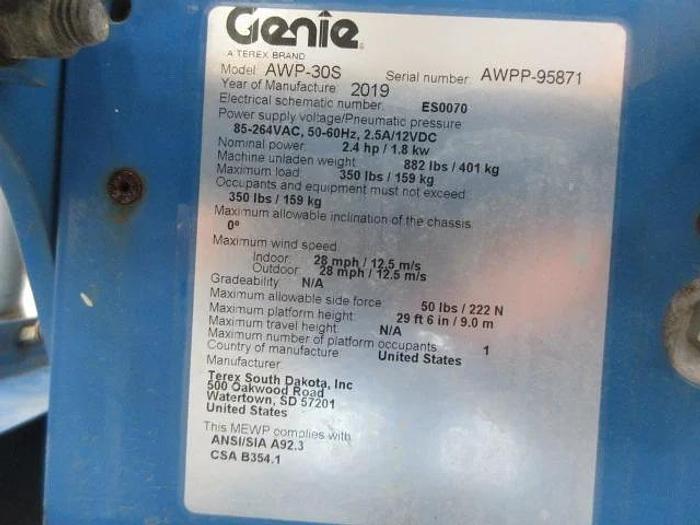 Genie
A TEREX BRAND
Model: AWP-30S Serial number: AWPP-95871
Year of Manufacture: 2019
Electrical schematic number: ES0070
Power supply voltage/Pneumatic pressure
85-264VAC, 50-60Hz, 2.5A/12VDC
Nominal power: 2.4 hp / 1.8 kw
Machine unladen weight: 882 lbs / 401 kg
Maximum load: 350 lbs / 159 kg
Occupants and equipment must not exceed:
350 lbs / 159 kg
Maximum allowable inclination of the chassis:
0º
Maximum wind speed
Indoor: 28 mph / 12.5 m/s
Outdoor: 28 mph / 12.5 m/s
Gradeability: N/A
Maximum allowable side force: 50 lbs / 222 N
Maximum platform height: 29 ft 6 in / 9.0 m
Maximum travel height: N/A
Maximum number of platform occupants: 1
Country of manufacture: United States
Manufacturer:
Terex South Dakota, Inc
500 Oakwood Road
Watertown, SD 57201
United States
This MEWP complies with:
ANSI/SIA A92.3
CSA B354.1